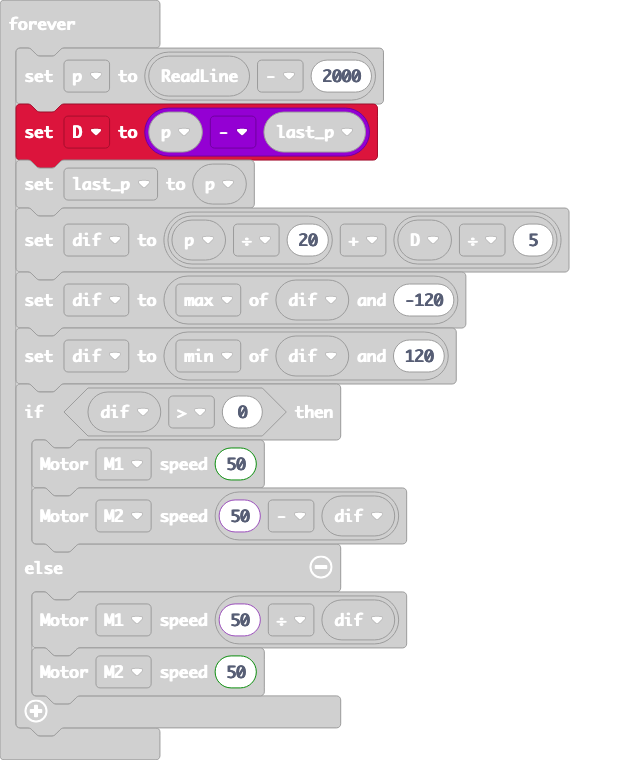 forever
set p to ReadLine - 2000
set D to p - last_p
set last_p to p
set dif to p ÷ 20 + D ÷ 5
set dif to max of dif and -120
set dif to min of dif and 120
if dif > 0 then
Motor M1 speed 50
Motor M2 speed 50 - dif
else
Motor M1 speed 50 ÷ dif
Motor M2 speed 50